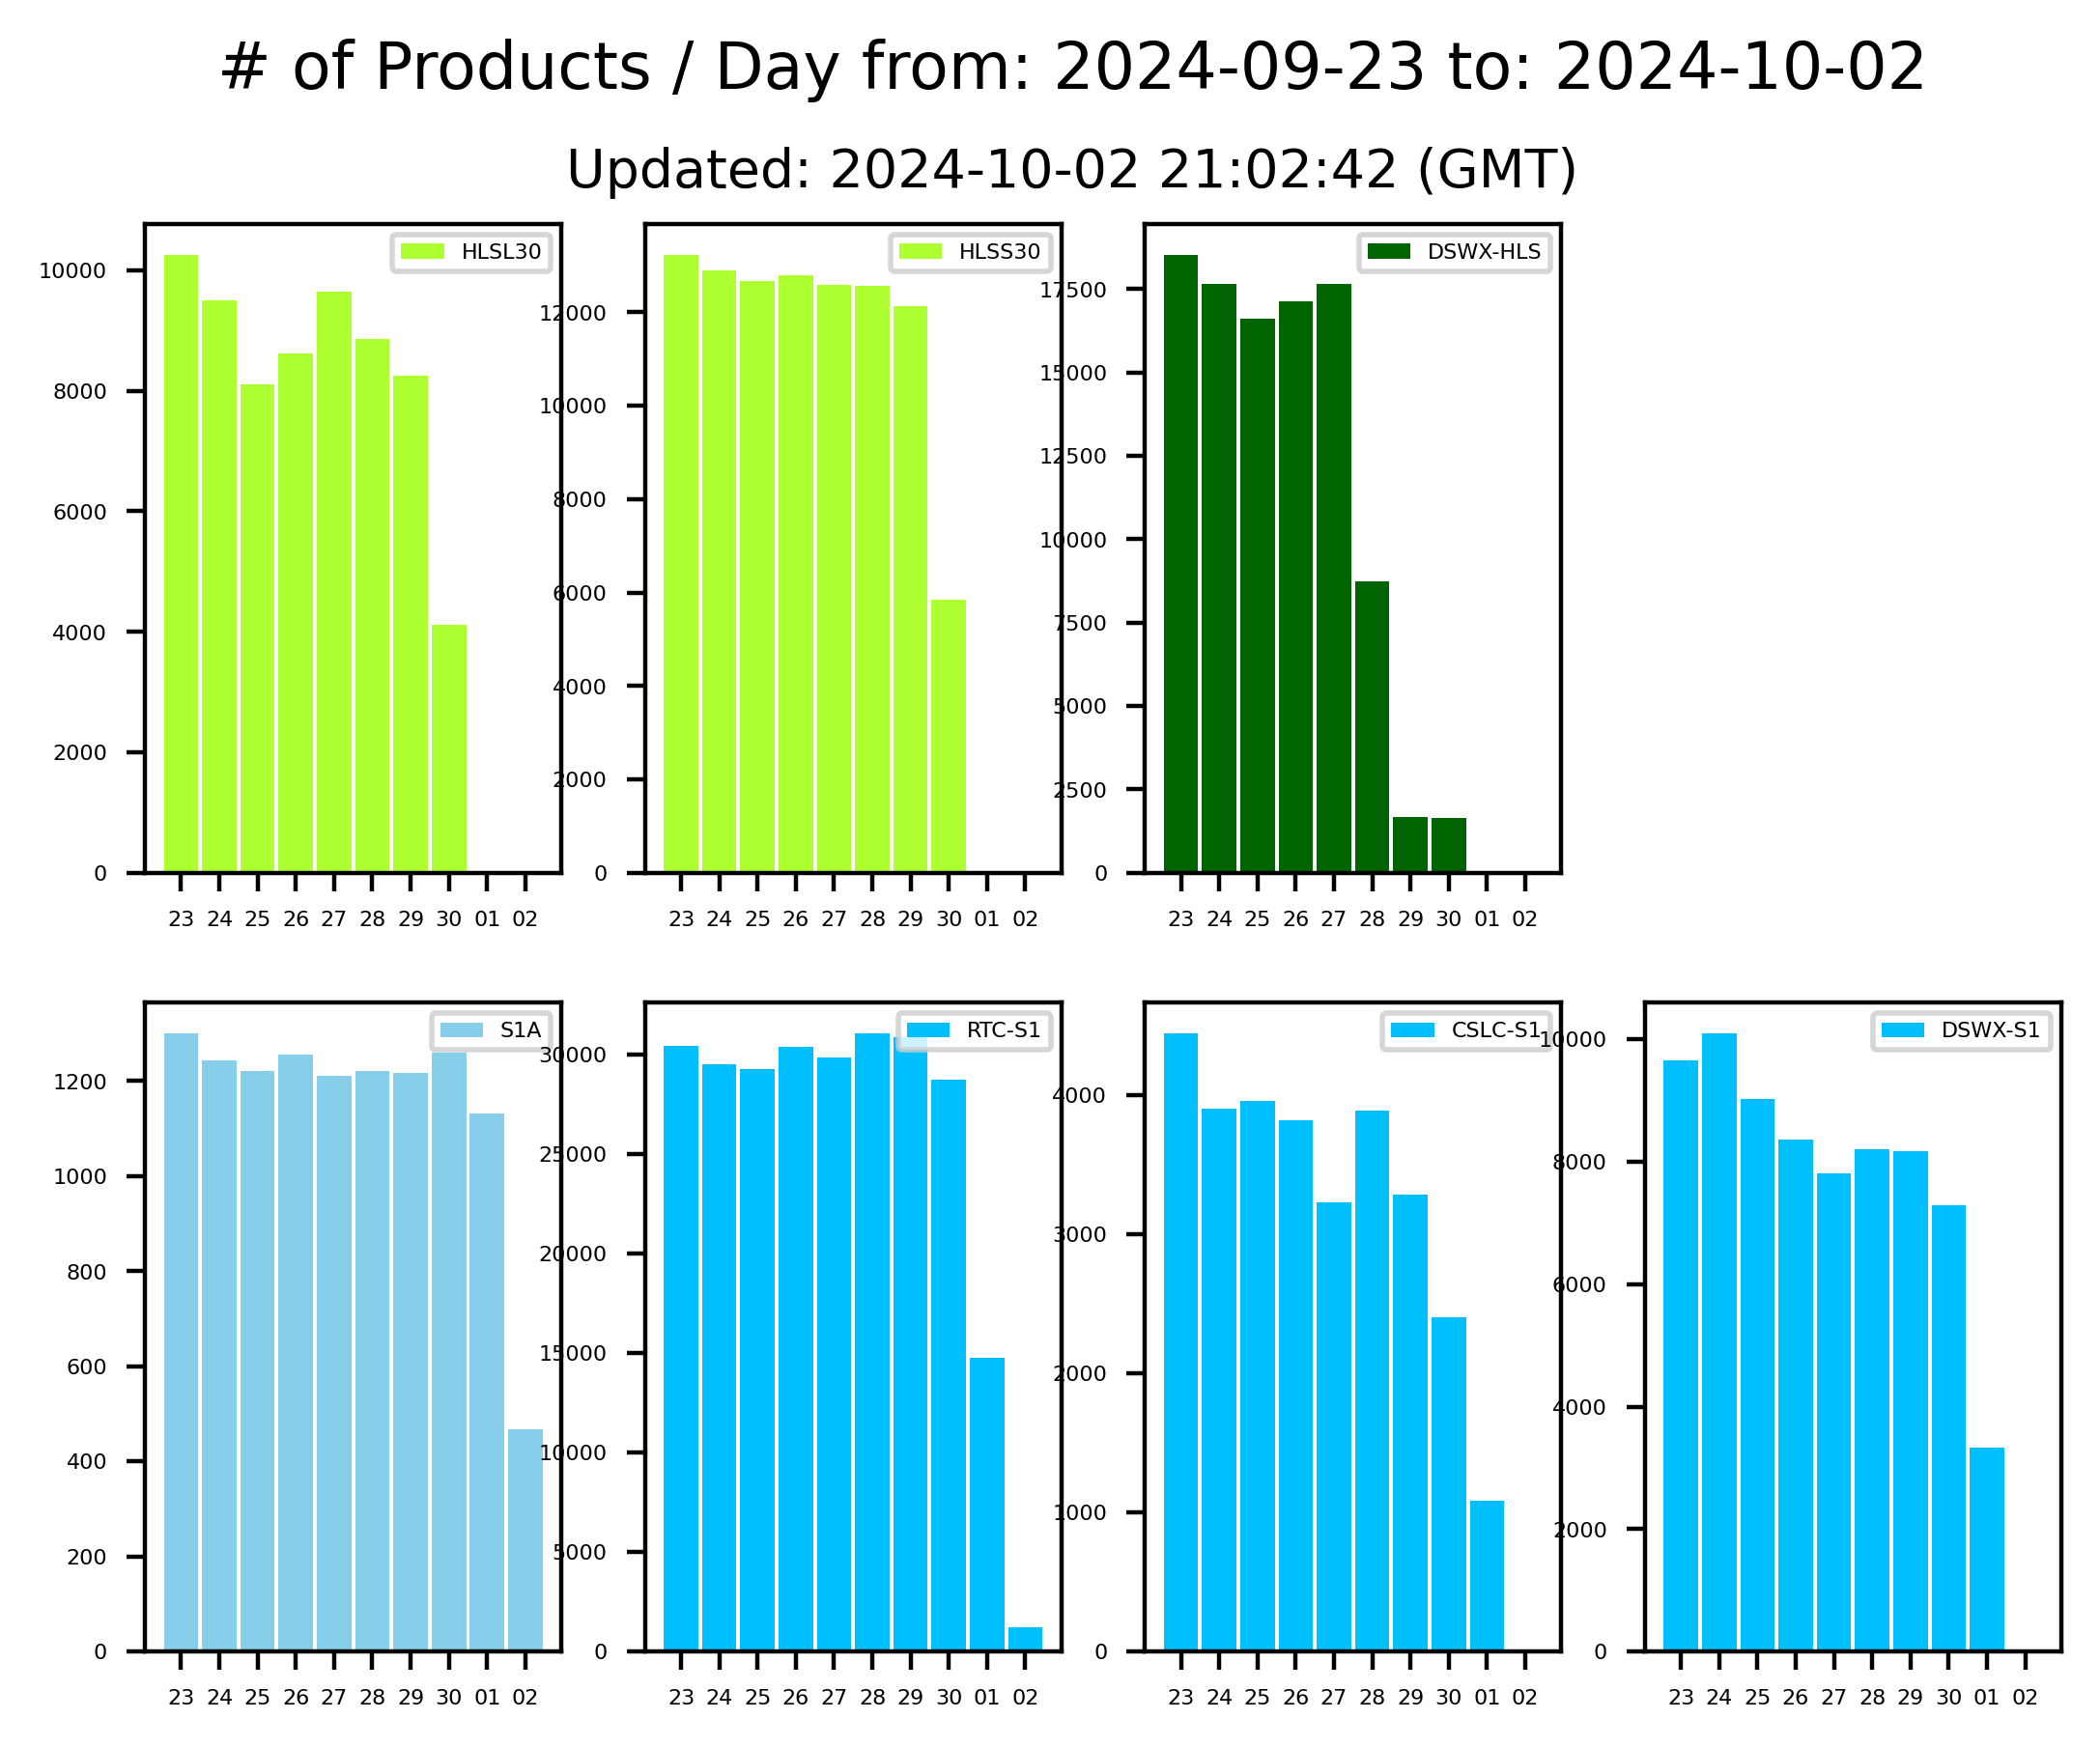 # of Products / Day from: 2024-09-23 to: 2024-10-02
Updated: 2024-10-02 21:02:42 (GMT)
HLSL30
10000
8000
6000
4000
2000
0
23 24 25 26 27 28 29 30 01 02
HLSS30
12000
10000
8000
6000
4000
2000
0
23 24 25 26 27 28 29 30 01 02
DSWX-HLS
17500
15000
12500
10000
7500
5000
2500
0
23 24 25 26 27 28 29 30 01 02
S1A
1200
1000
800
600
400
200
0
23 24 25 26 27 28 29 30 01 02
RTC-S1
30000
25000
20000
15000
10000
5000
0
23 24 25 26 27 28 29 30 01 02
CSLC-S1
4000
3000
2000
1000
0
23 24 25 26 27 28 29 30 01 02
DSWX-S1
10000
8000
6000
4000
2000
0
23 24 25 26 27 28 29 30 01 02